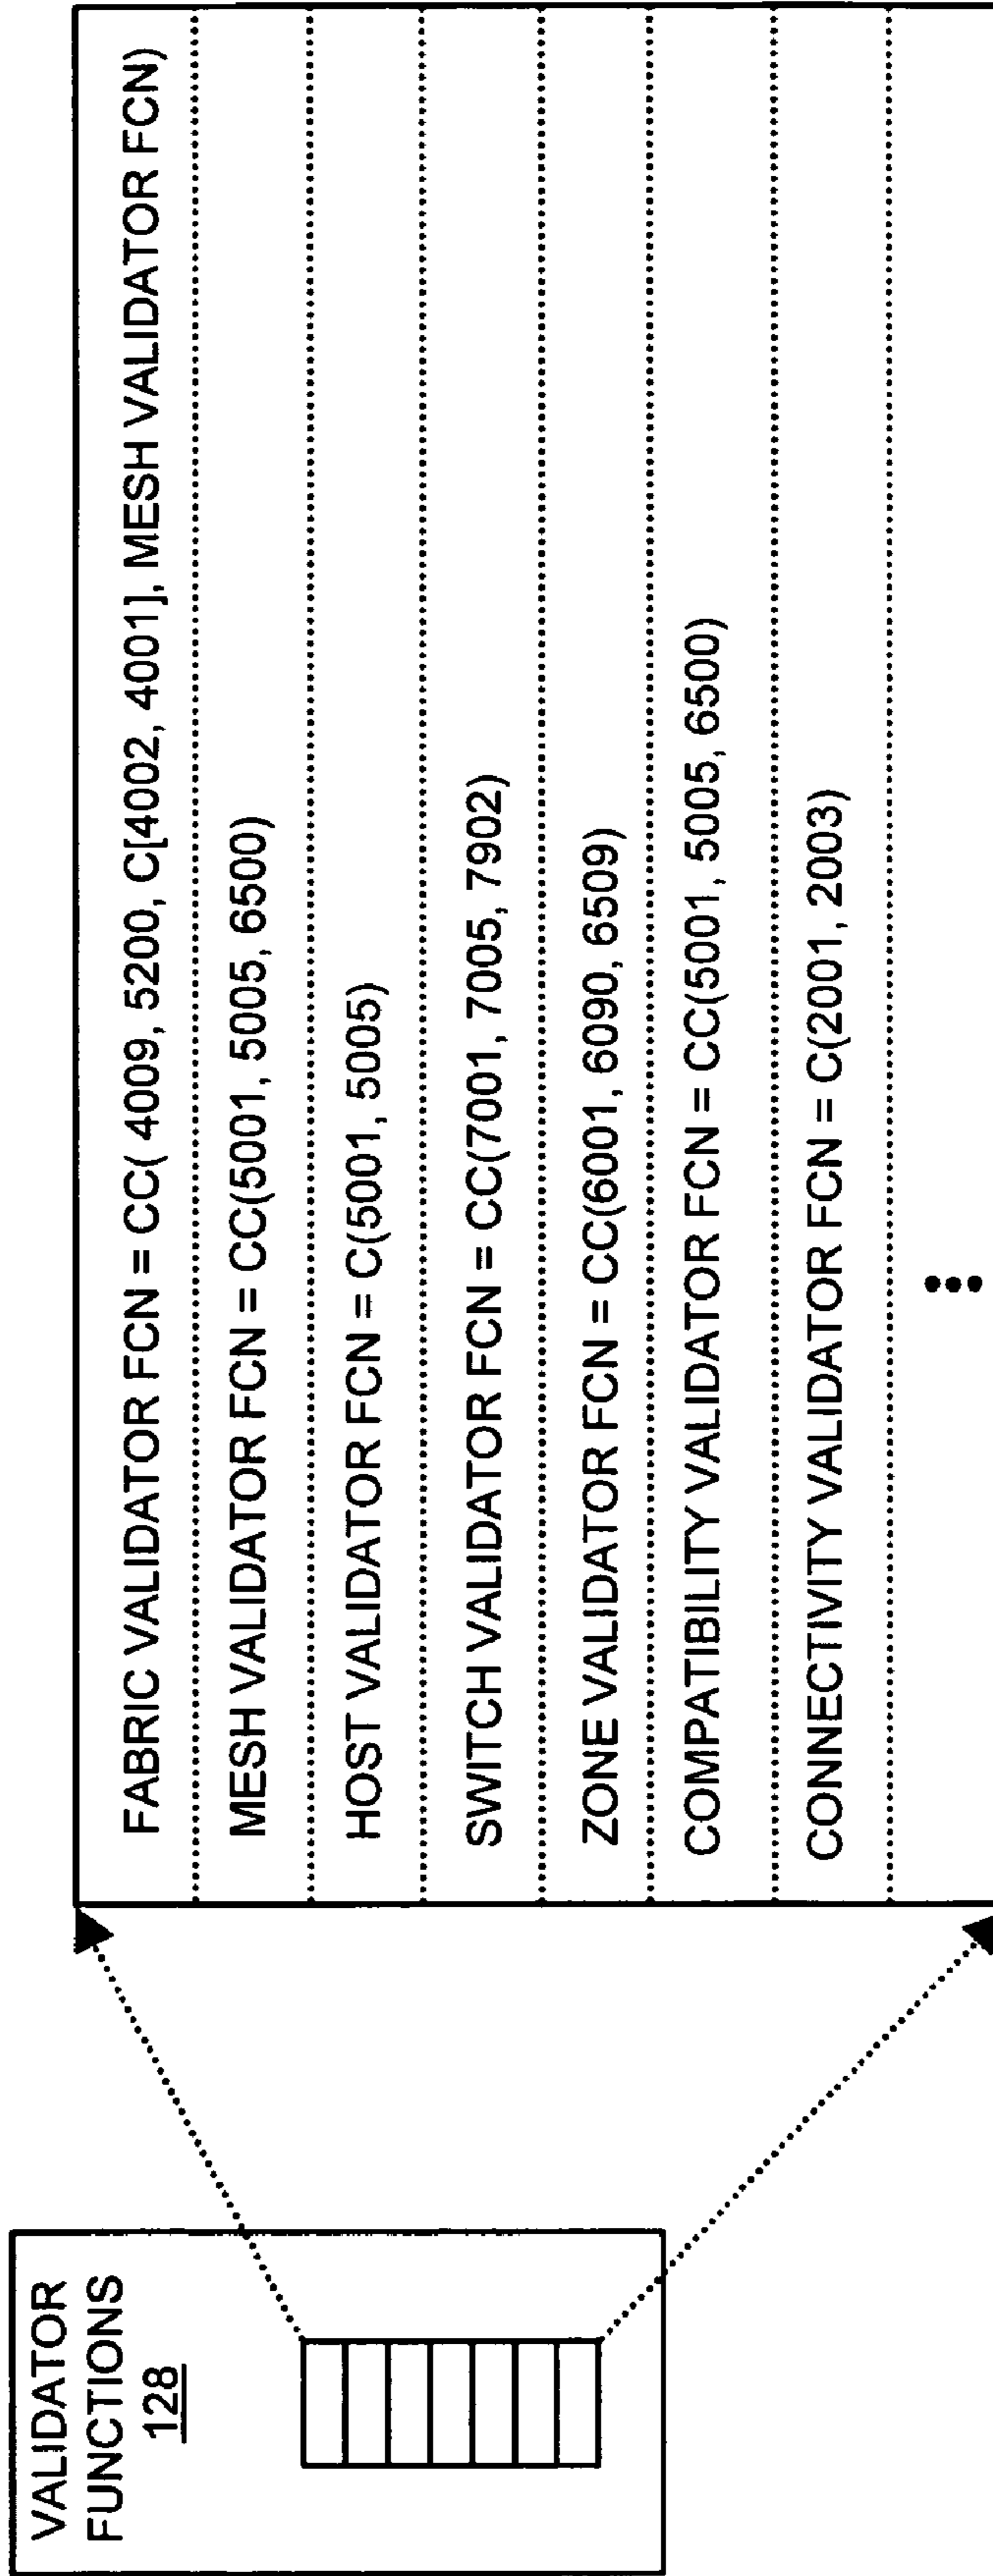 VALIDATOR
FUNCTIONS
128
FABRIC VALIDATOR FCN = CC( 4009, 5200, C[4002, 4001], MESH VALIDATOR FCN)
MESH VALIDATOR FCN = CC(5001, 5005, 6500)
HOST VALIDATOR FCN = C(5001, 5005)
SWITCH VALIDATOR FCN = CC(7001, 7005, 7902)
ZONE VALIDATOR FCN = CC(6001, 6090, 6509)
COMPATIBILITY VALIDATOR FCN = CC(5001, 5005, 6500)
CONNECTIVITY VALIDATOR FCN = C(2001, 2003)